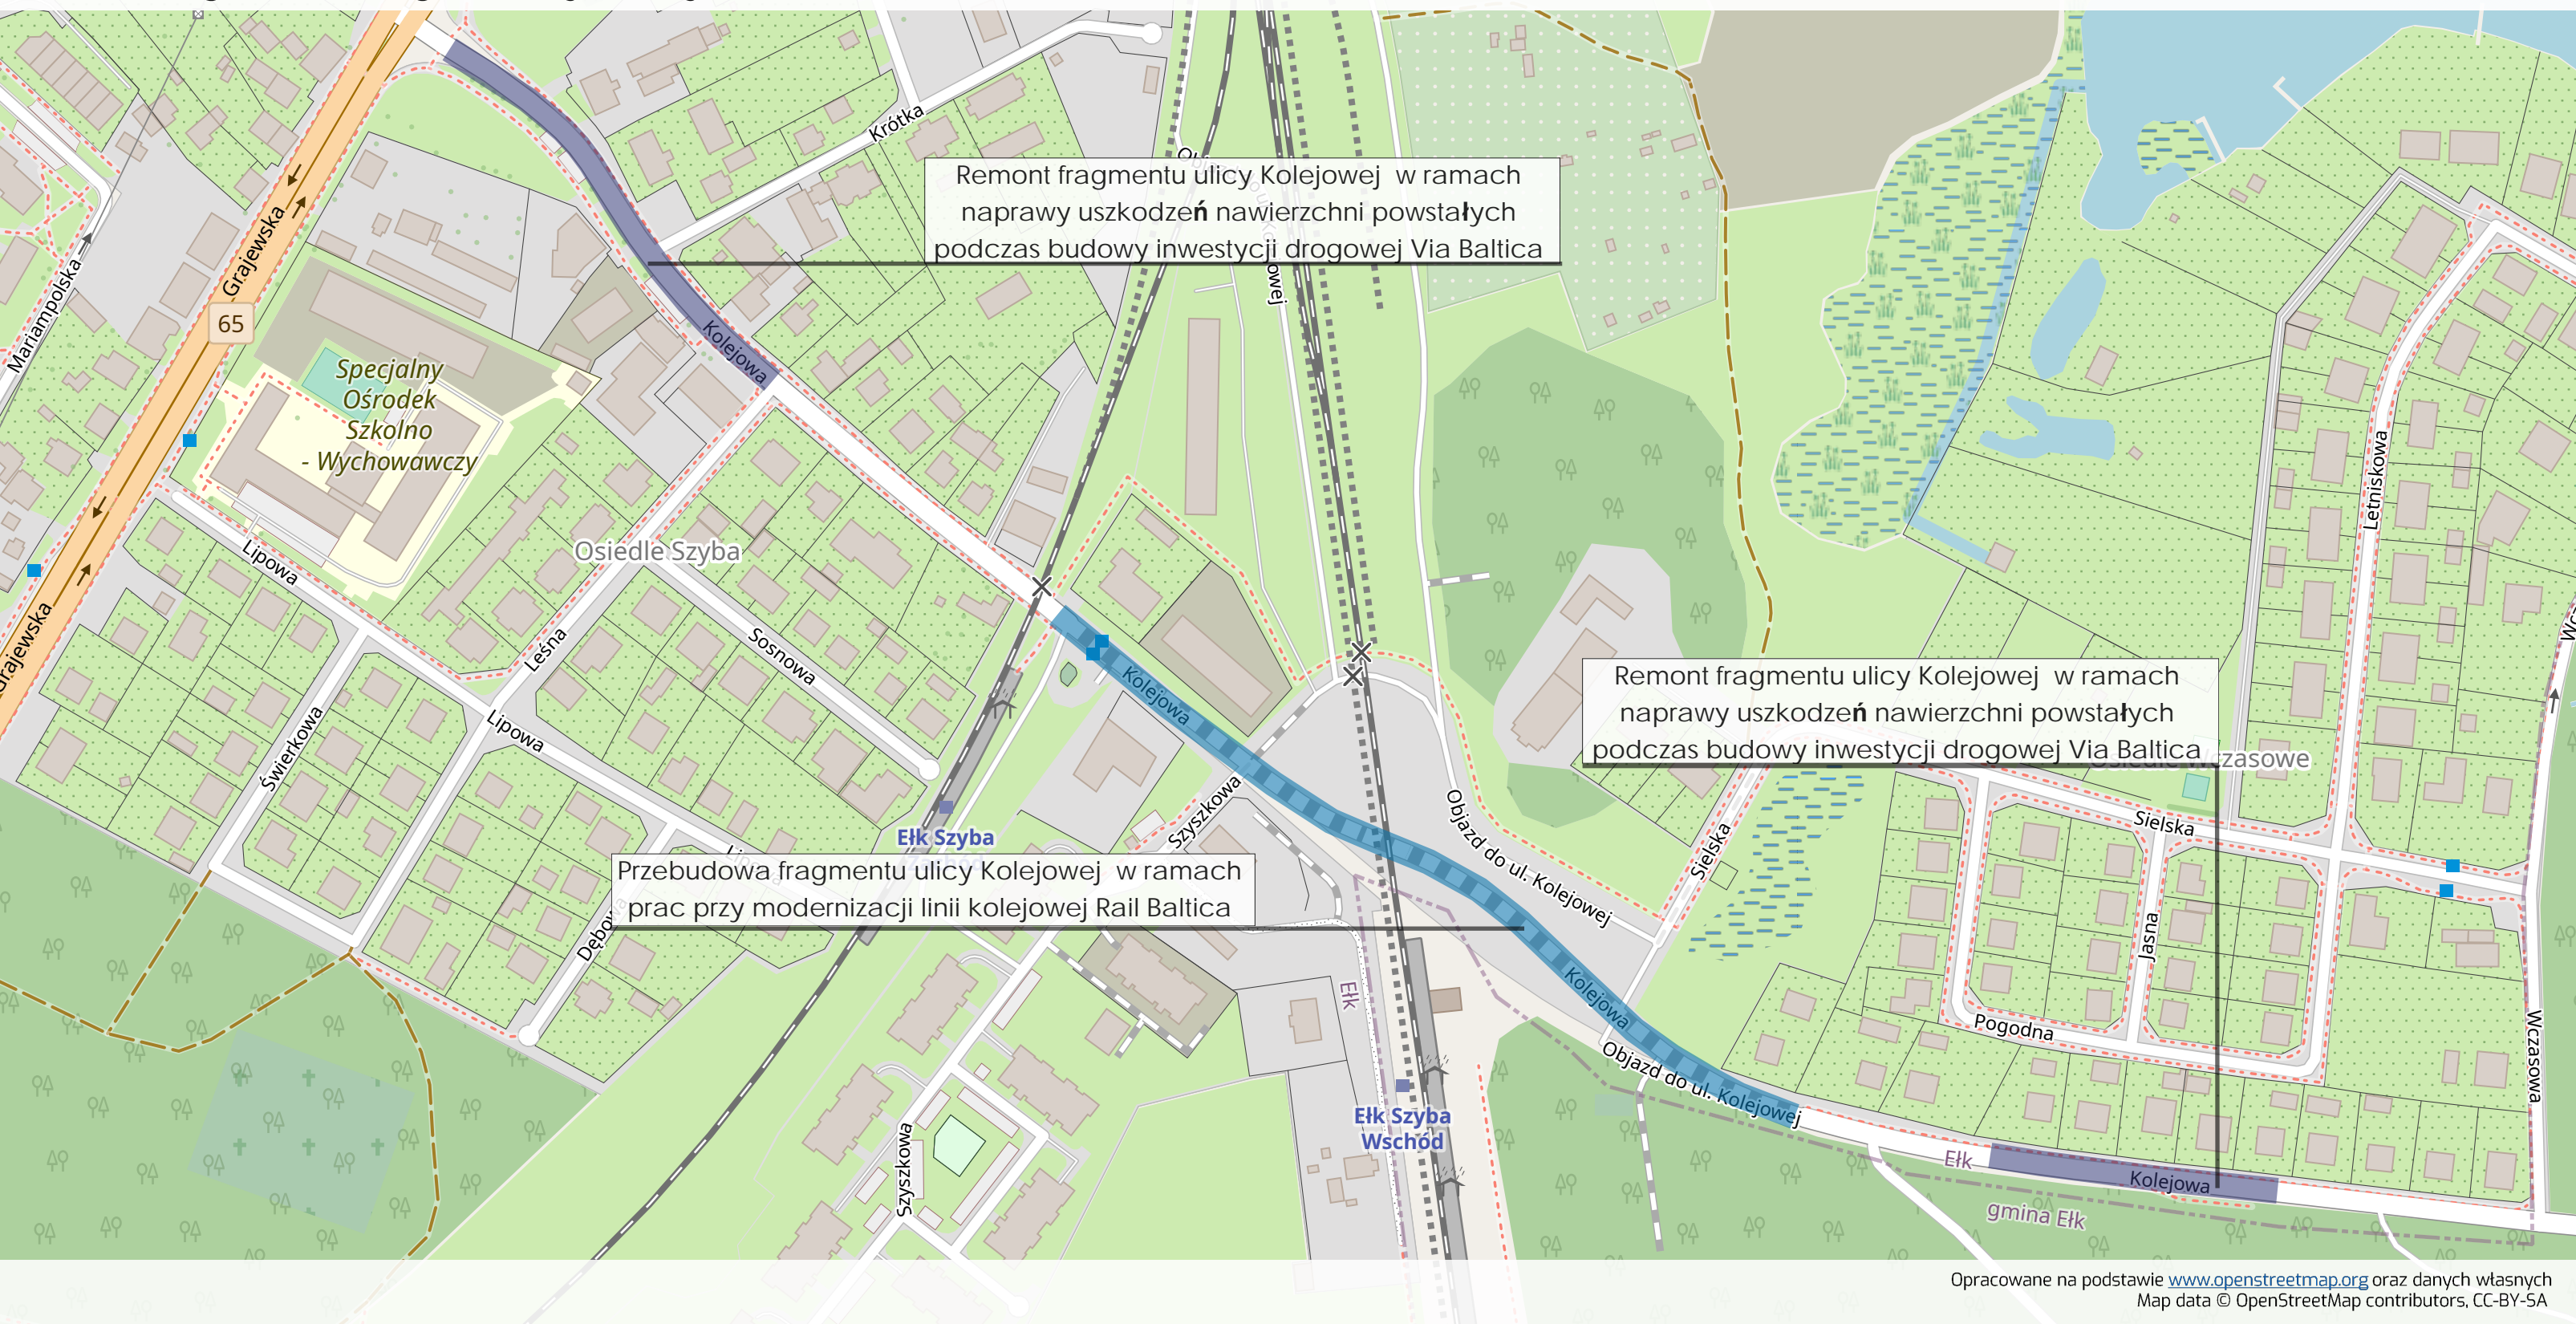 Krótka
Remont fragmentu ulicy Kolejowej w ramach
naprawy uszkodzeń nawierzchni powstałych
podczas budowy inwestycji drogowej Via Baltica
Grajewska
Mariampolska
65
Kolejowa
Specjalny
Ośrodek
Szkolno
- Wychowawczy
Letniskowa
Osiedle Szyba
Lipowa
Leśna
Sosnowa
Grajewska
Kolejowa
Remont fragmentu ulicy Kolejowej w ramach
naprawy uszkodzeń nawierzchni powstałych
podczas budowy inwestycji drogowej Via Baltica
Świerkowa
Lipowa
Szyszkowa
Objazd do ul. Kolejowej
Sielska
Sielska
Ełk Szyba
Przebudowa fragmentu ulicy Kolejowej w ramach
prac przy modernizacji linii kolejowej Rail Baltica
Jasna
Ełk
Kolejowa
Pogodna
Wczasowa
Objazd do ul. Kolejowej
Ełk Szyba
Wschód
Szyszkowa
Ełk
Kolejowa
gmina Ełk
Opracowane na podstawie www.openstreetmap.org oraz danych własnych
Map data © OpenStreetMap contributors, CC-BY-SA